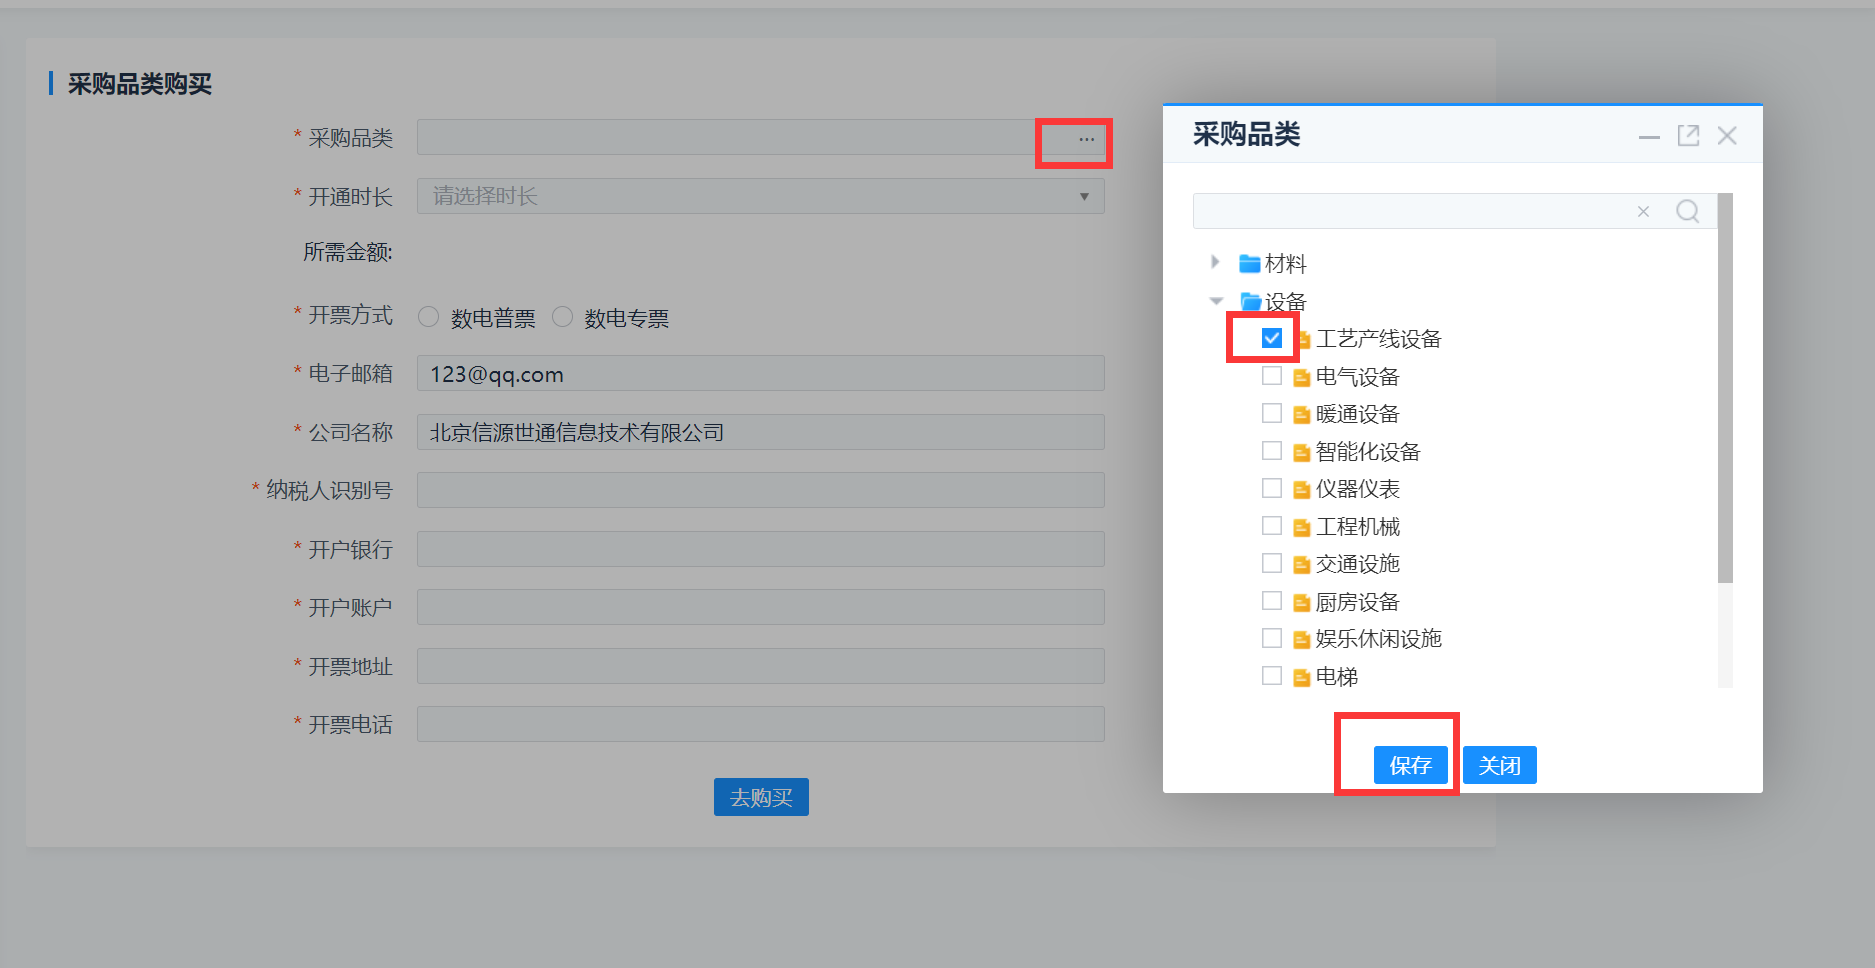 采购品类购买
* 采购品类 ...
* 开通时长 请选择时长
所需金额:
* 开票方式 数电普票 数电专票
* 电子邮箱 123@qq.com
* 公司名称 北京信源世通信息技术有限公司
* 纳税人识别号
* 开户银行
* 开户账户
* 开票地址
* 开票电话
去购买
采购品类
材料
设备
工艺产线设备
电气设备
暖通设备
智能化设备
仪器仪表
工程机械
交通设施
厨房设备
娱乐休闲设施
电梯
保存 关闭